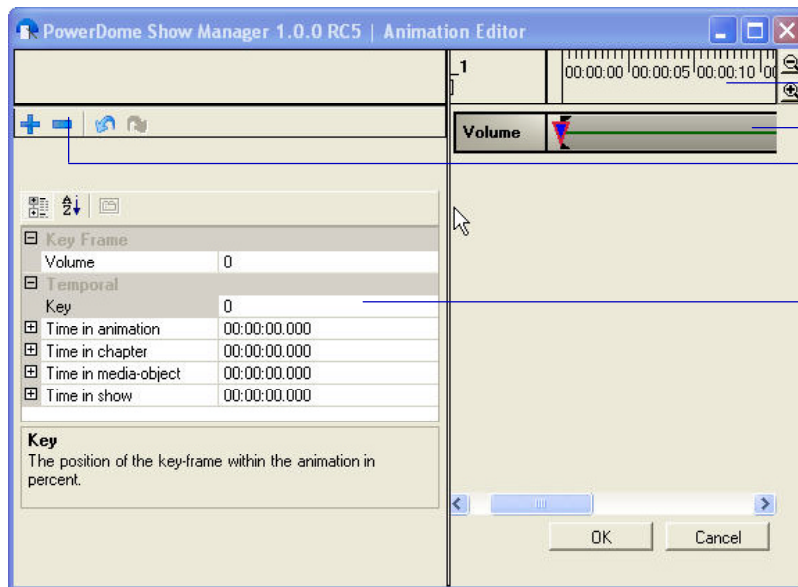 PowerDome Show Manager 1.0.0 RC5 | Animation Editor
_1
00:00:00 00:00:05 00:00:10
Volume
Key Frame
Volume 0
Temporal
Key 0
Time in animation 00:00:00.000
Time in chapter 00:00:00.000
Time in media-object 00:00:00.000
Time in show 00:00:00.000
Key
The position of the key-frame within the animation in
percent.
OK Cancel